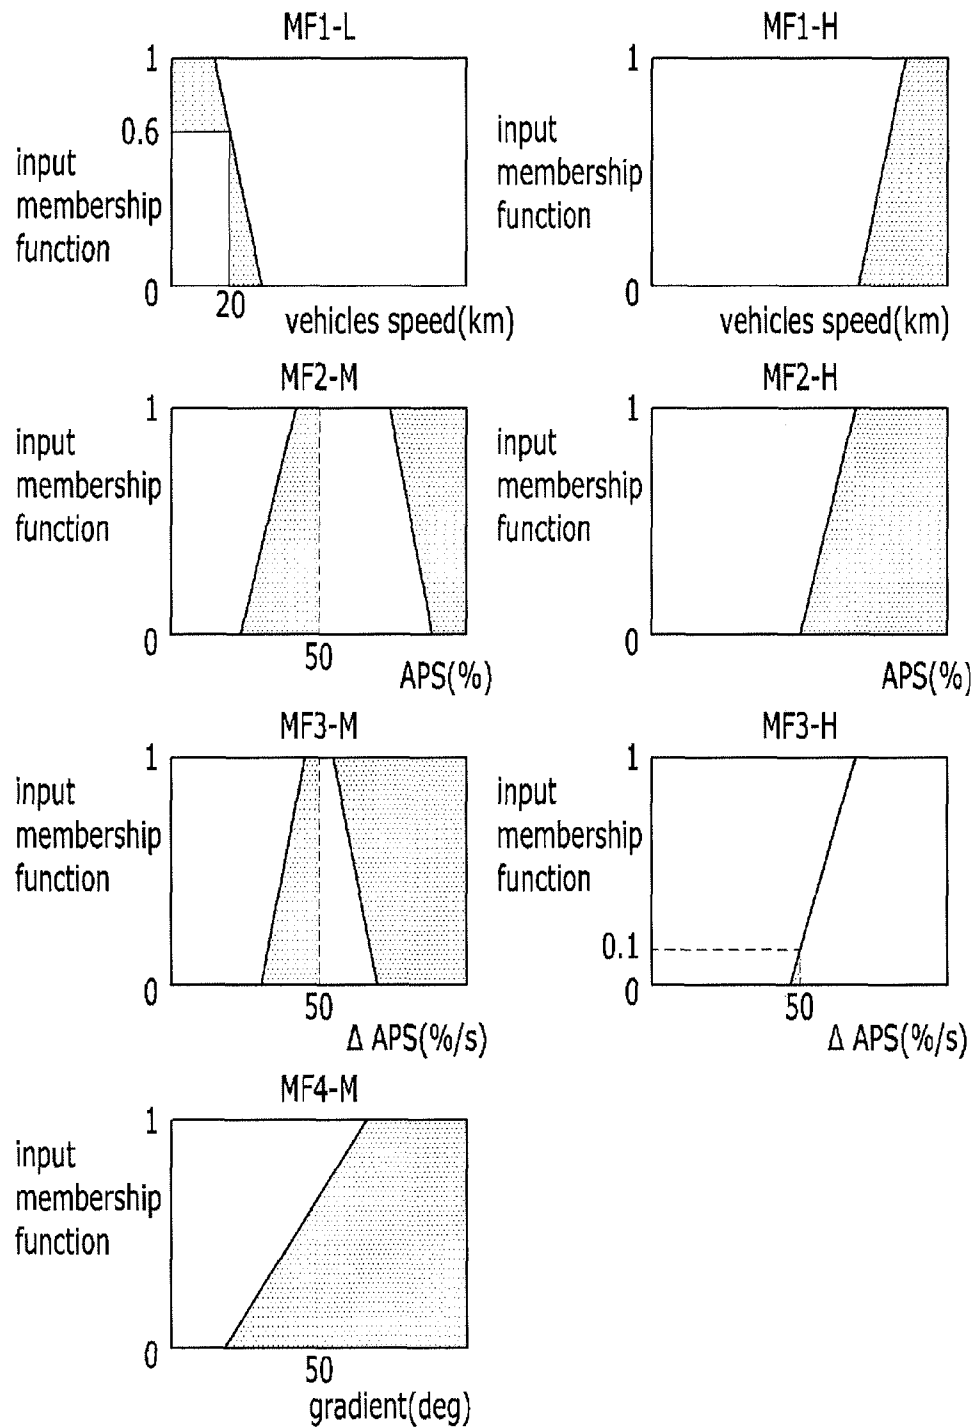 MF1-L
1
0.6
input
membership
function
0
20
vehicles speed(km)
MF1-H
1
input
membership
function
0
vehicles speed(km)
MF2-M
1
input
membership
function
0
50
APS(%)
MF2-H
1
input
membership
function
0
APS(%)
MF3-M
1
input
membership
function
0
50
Δ APS(%/s)
MF3-H
1
input
membership
function
0.1
0
50
Δ APS(%/s)
MF4-M
1
input
membership
function
0
50
gradient(deg)